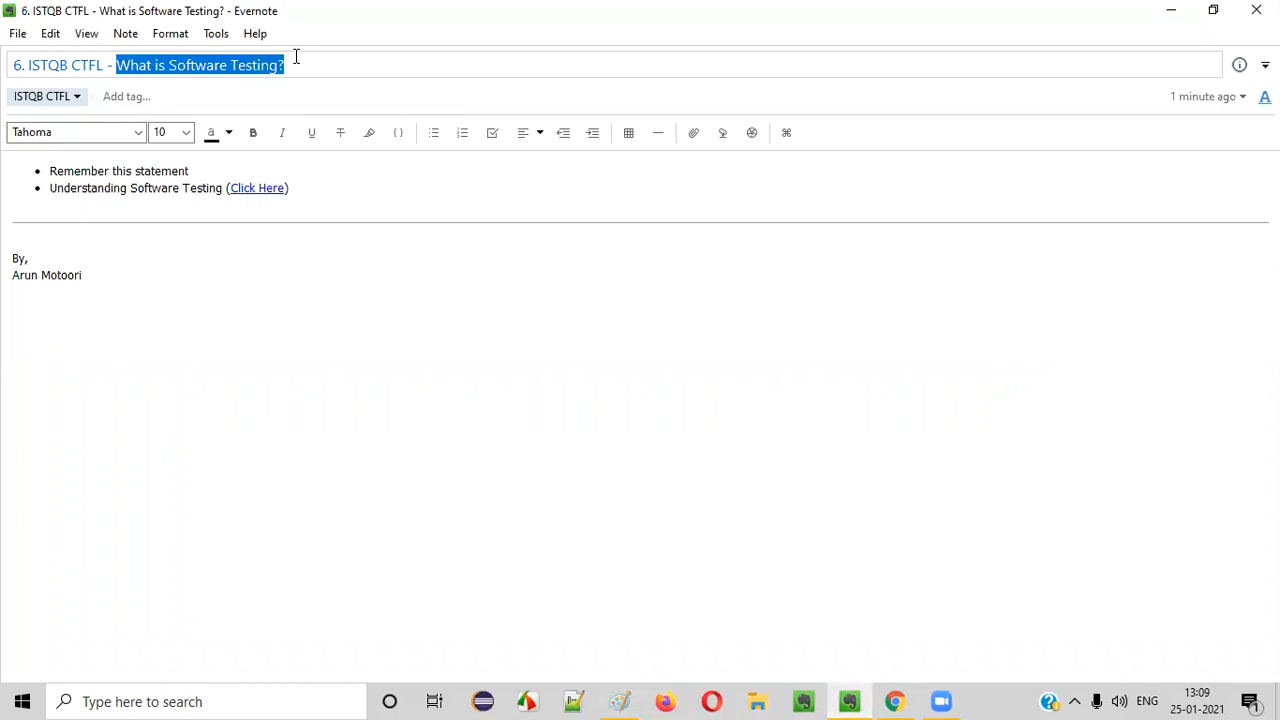 6. ISTQB CTFL - What is Software Testing? - Evernote
File Edit View Note Format Tools Help
6. ISTQB CTFL - What is Software Testing?
ISTQB CTFL Add tag... 1 minute ago
Tahoma 10
Remember this statement
Understanding Software Testing (Click Here)
By,
Arun Motoori
Type here to search
ENG
13:09
25-01-2021